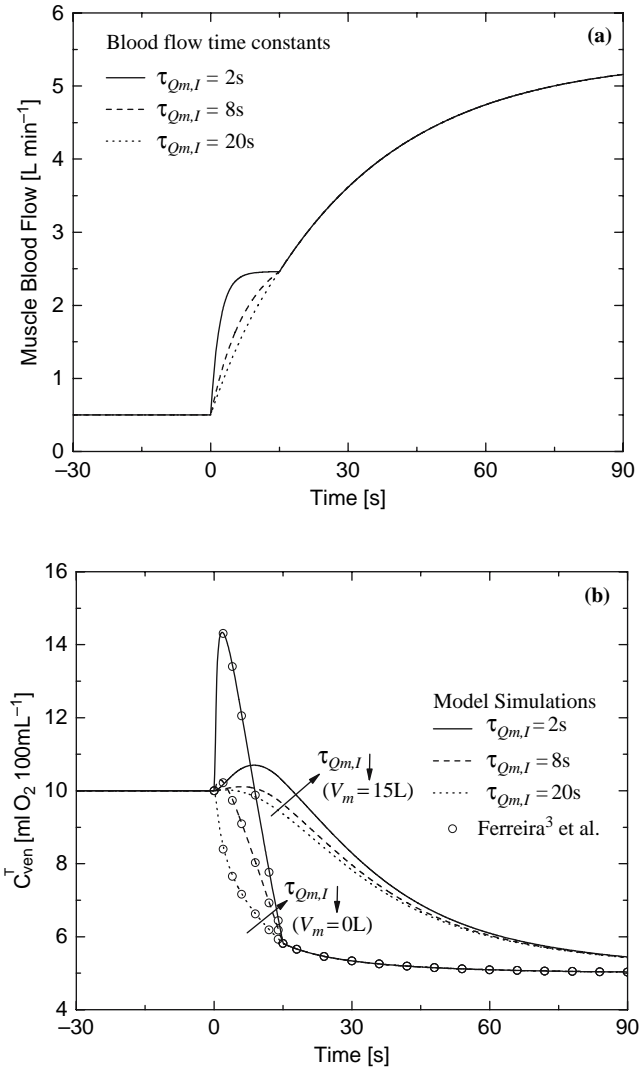 (a)
Blood flow time constants
τQm,I = 2s
τQm,I = 8s
τQm,I = 20s
Muscle Blood Flow [L min−1]
6
5
4
3
2
1
0
−30 0 30 60 90
Time [s]
(b)
CTven [ml O2 100mL−1]
16
14
12
10
8
6
4
Model Simulations
τQm,I = 2s
τQm,I = 8s
τQm,I = 20s
Ferreira3 et al.
τQm,I ↓
(Vm = 15L)
τQm,I ↓
(Vm = 0L)
−30 0 30 60 90
Time [s]